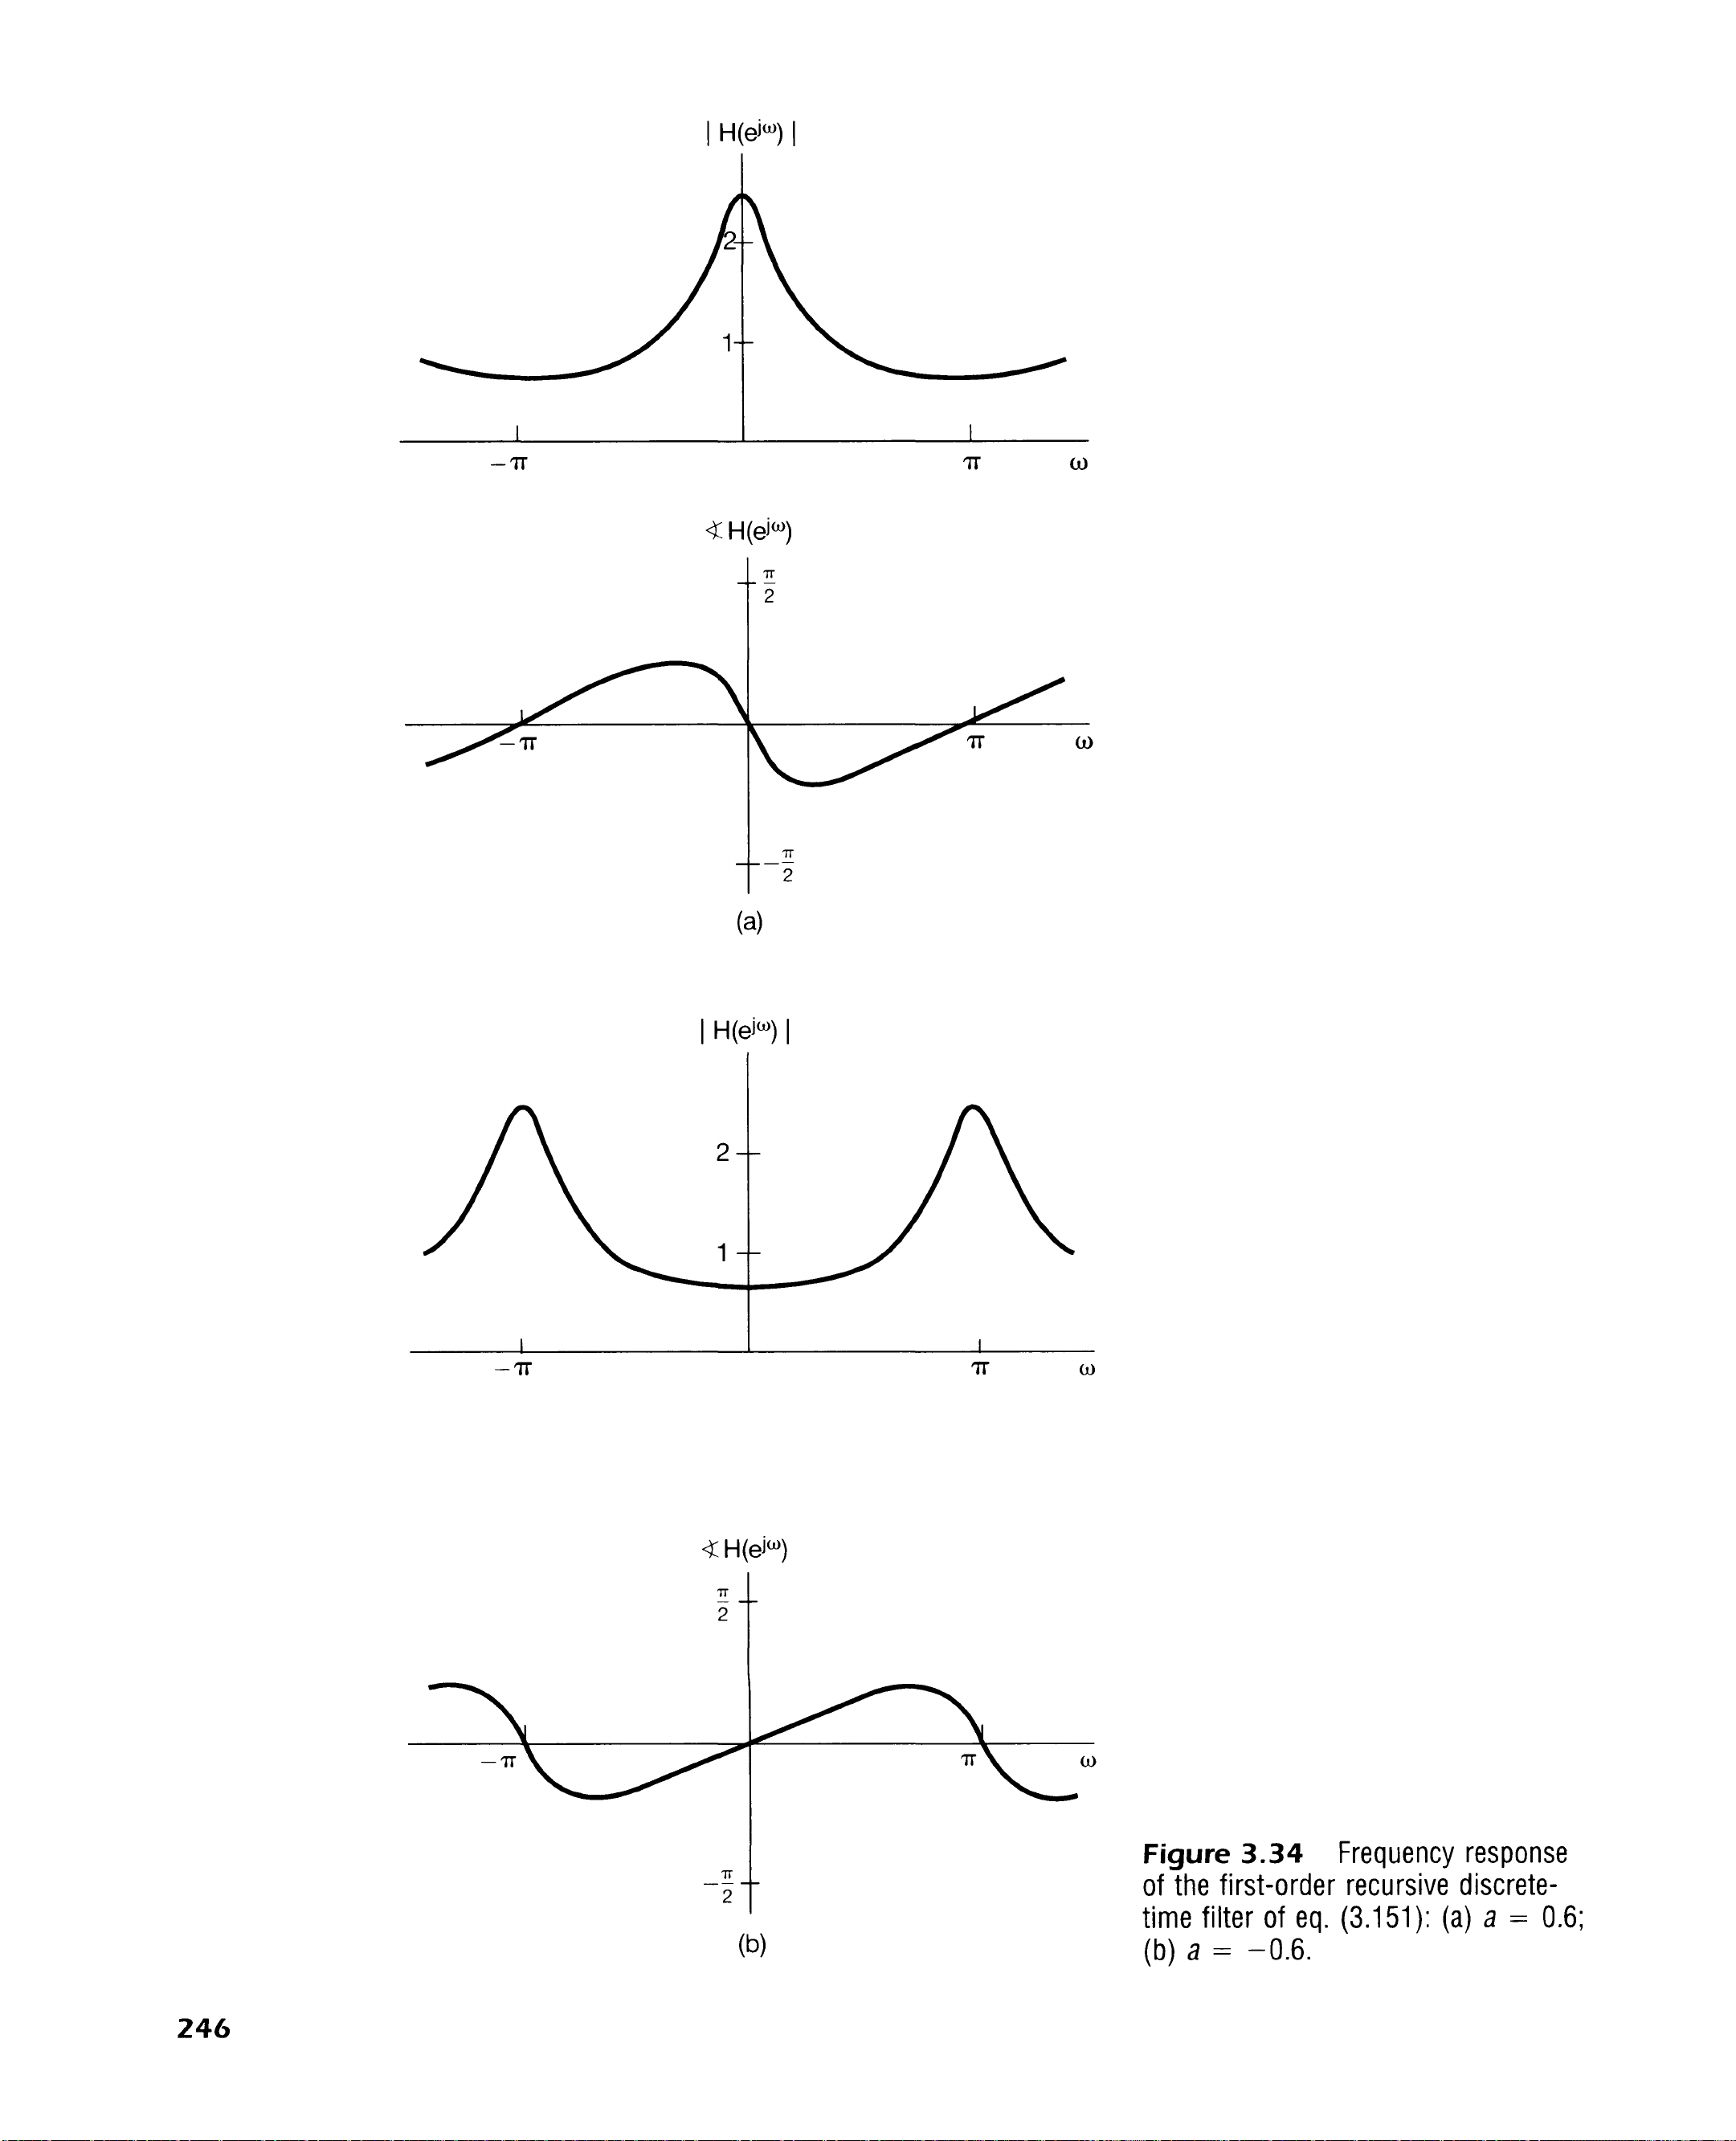 | H(e^jω) |
2
1
−π π ω
∢ H(e^jω)
π/2
−π π ω
−π/2
(a)
| H(e^jω) |
2
1
−π π ω
∢ H(e^jω)
π/2
−π π ω
−π/2
(b)
Figure 3.34 Frequency response
of the first-order recursive discrete-
time filter of eq. (3.151): (a) a = 0.6;
(b) a = −0.6.
246